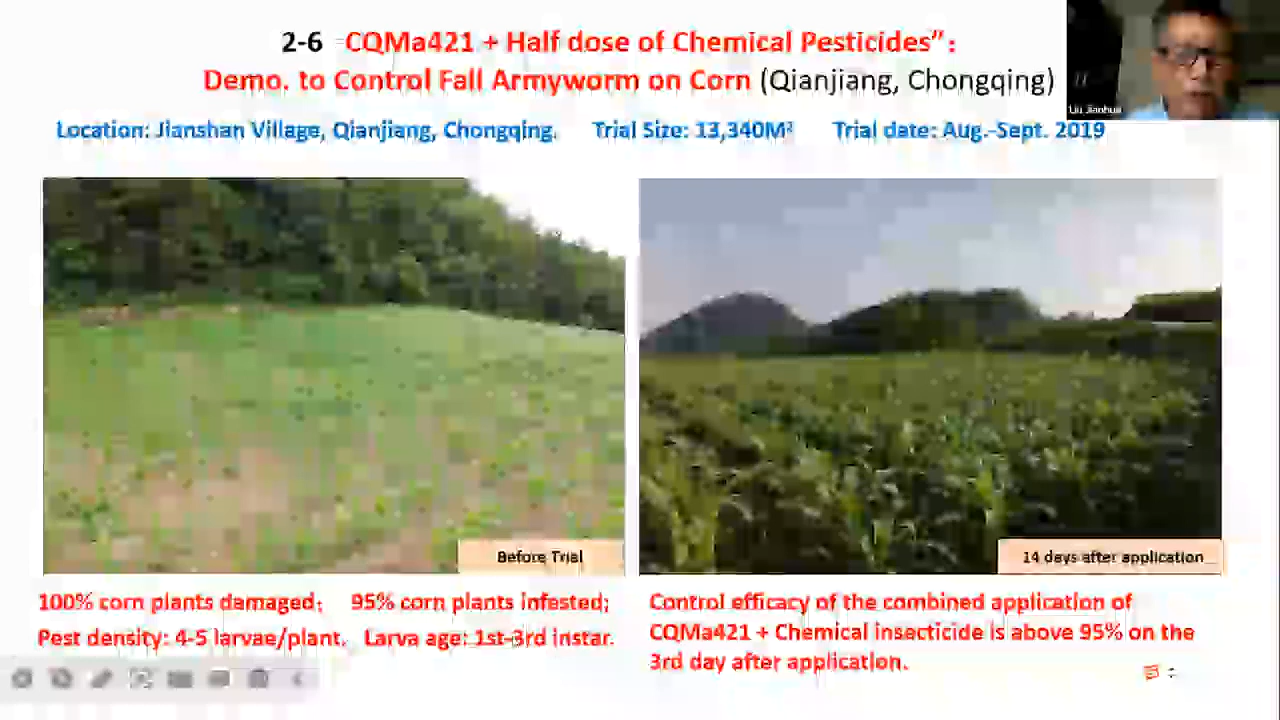 2-6 CQMa421 + Half dose of Chemical Pesticides”:
Demo. to Control Fall Armyworm on Corn (Qianjiang, Chongqing)
Liu Jianhua
Location: Jianshan Village, Qianjiang, Chongqing. Trial Size: 13,340M² Trial date: Aug.-Sept. 2019
Before Trial
14 days after application
100% corn plants damaged; 95% corn plants infested;
Pest density: 4-5 larvae/plant. Larva age: 1st-3rd instar.
Control efficacy of the combined application of
CQMa421 + Chemical insecticide is above 95% on the
3rd day after application.